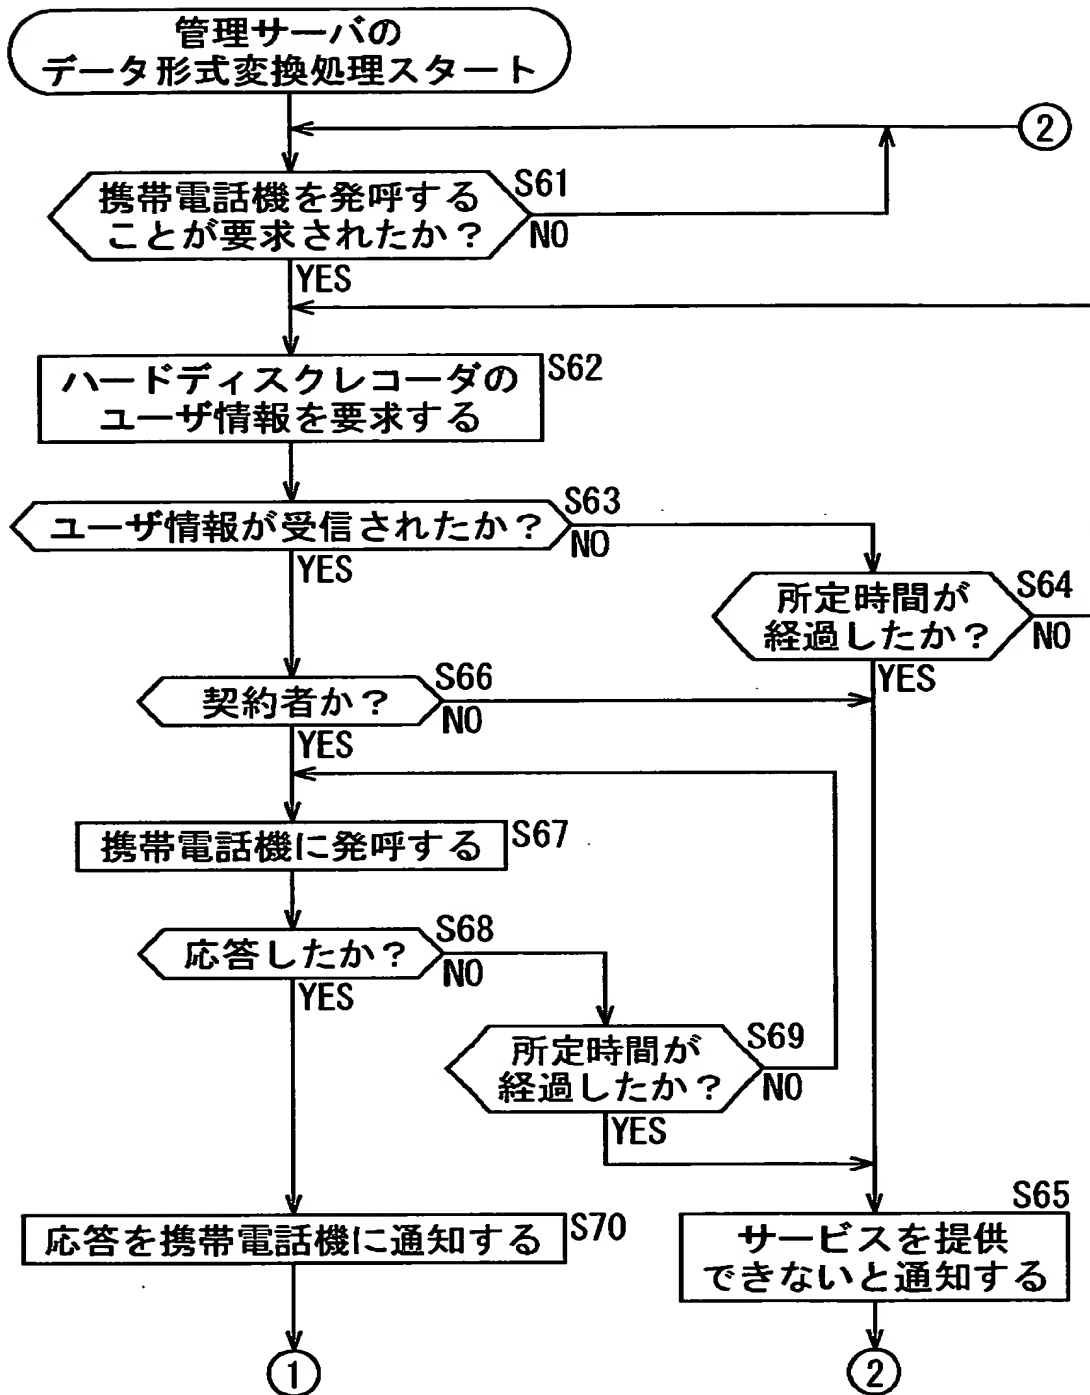 管理サーバの
データ形式変換処理スタート
②
携帯電話機を発呼する
ことが要求されたか？
S61
NO
YES
ハードディスクレコーダの
ユーザ情報を要求する
S62
ユーザ情報が受信されたか？
S63
NO
YES
所定時間が
経過したか？
S64
NO
YES
契約者か？
S66
NO
YES
携帯電話機に発呼する
S67
応答したか？
S68
NO
YES
所定時間が
経過したか？
S69
NO
YES
応答を携帯電話機に通知する
S70
S65
サービスを提供
できないと通知する
①
②